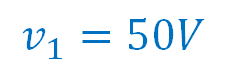 v₁ = 50V